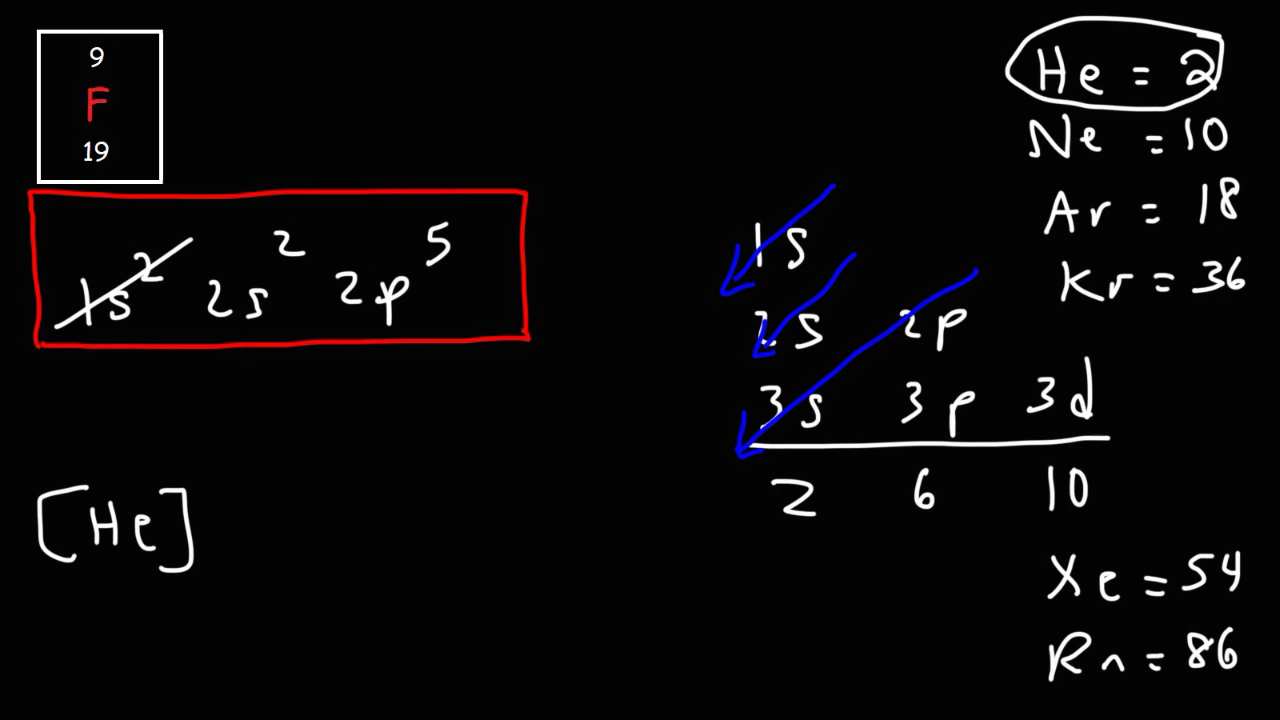 9
F
19
1s² 2s² 2p⁵
[He]
1s
2s 2p
3s 3p 3d
2 6 10
He = 2
Ne = 10
Ar = 18
Kr = 36
Xe = 54
Rn = 86